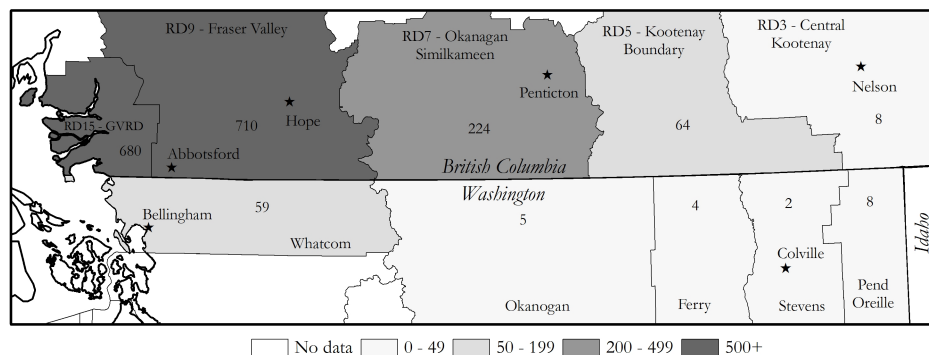 RD9 - Fraser Valley
RD7 - Okanagan
Similkameen
RD5 - Kootenay
Boundary
RD3 - Central
Kootenay
Penticton
Nelson
Hope
RD15 - GVRD
680
710
224
64
8
Abbotsford
British Columbia
Washington
Bellingham
59
5
4
2
8
Whatcom
Colville
Idaho
Okanogan
Ferry
Stevens
Pend
Oreille
No data
0 - 49
50 - 199
200 - 499
500+